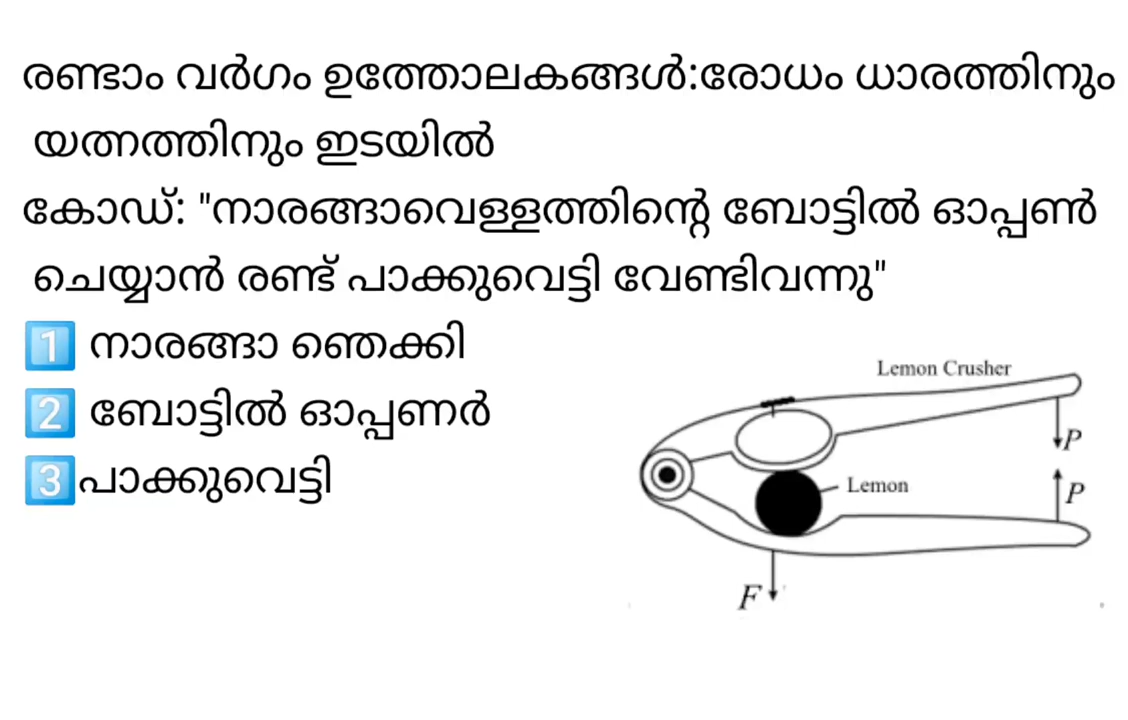 രണ്ടാം വർഗം ഉത്തോലകങ്ങൾ:രോധം ധാരത്തിനും
യത്നത്തിനും ഇടയിൽ
കോഡ്: "നാരങ്ങാവെള്ളത്തിന്റെ ബോട്ടിൽ ഓപ്പൺ
ചെയ്യാൻ രണ്ട് പാക്കുവെട്ടി വേണ്ടിവന്നു"
1 നാരങ്ങാ ഞെക്കി
2 ബോട്ടിൽ ഓപ്പണർ
3 പാക്കുവെട്ടി
Lemon Crusher
P
P
Lemon
F